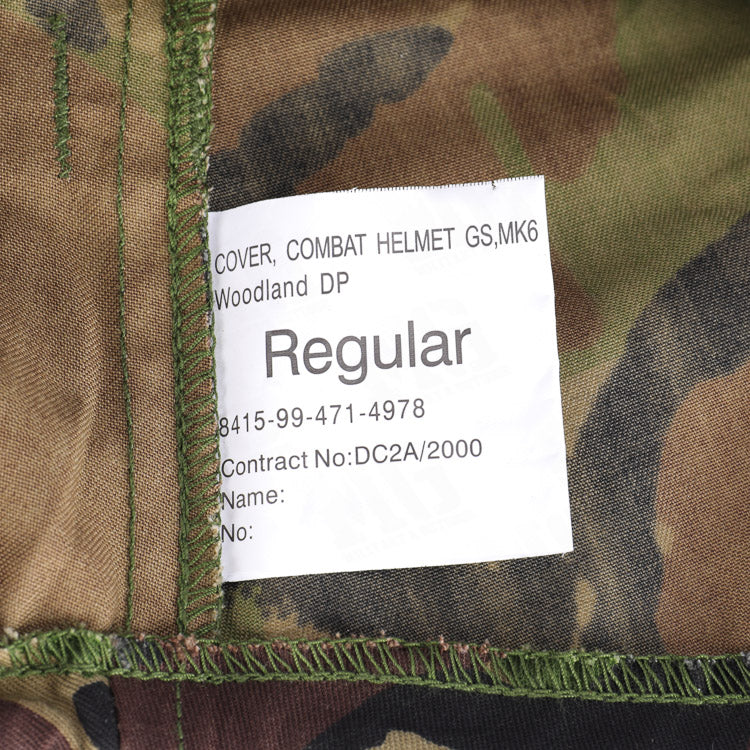 COVER, COMBAT HELMET GS,MK6
Woodland DP
Regular
8415-99-471-4978
Contract No:DC2A/2000
Name:
No: